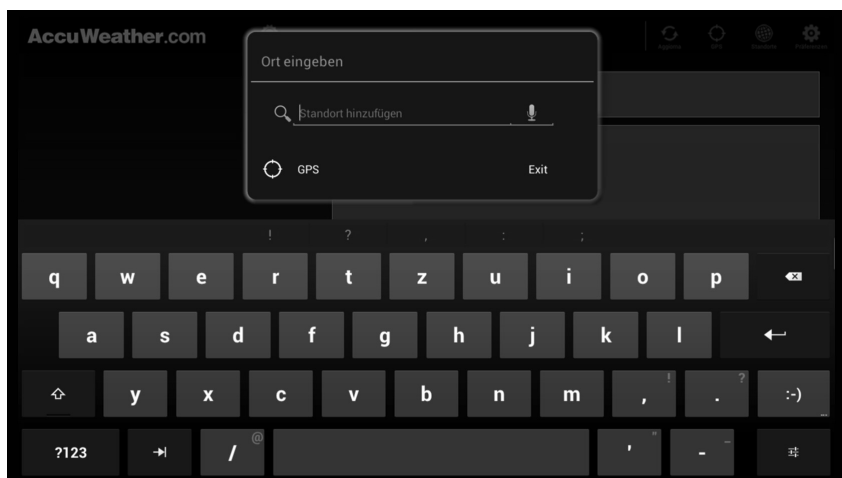 AccuWeather.com
Ort eingeben
Standort hinzufügen
GPS Exit
! ? , : ;
q w e r t z u i o p
a s d f g h j k l
y x c v b n m , ! . ? :-) ...
?123 / @ ' " - _